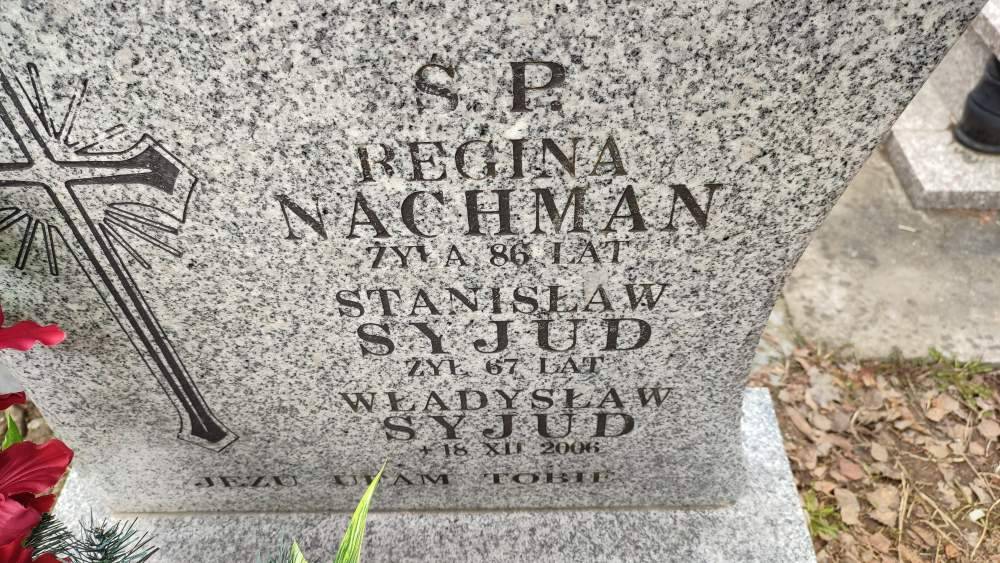 S. P.
REGINA
NACHMAN
ŻYŁA 86 LAT
STANISŁAW
SYJUD
ŻYŁ 67 LAT
WŁADYSŁAW
SYJUD
+ 18 XII 2006
JEZU UFAM TOBIE